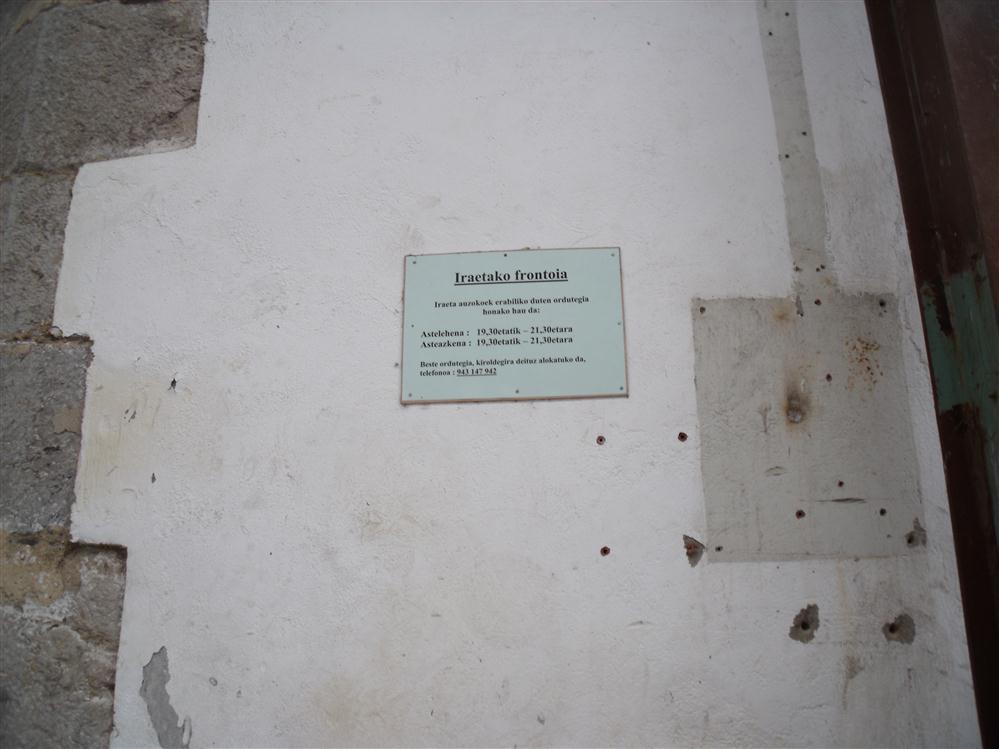 Iraetako frontoia
Iraeta auzokoek erabiliko duten ordutegia
honako hau da:
Astelehena : 19,30etatik – 21,30etara
Asteazkena : 19,30etatik – 21,30etara
Beste ordutegia, kiroldegira deituz alokatuko da,
telefonoa : 943 147 942